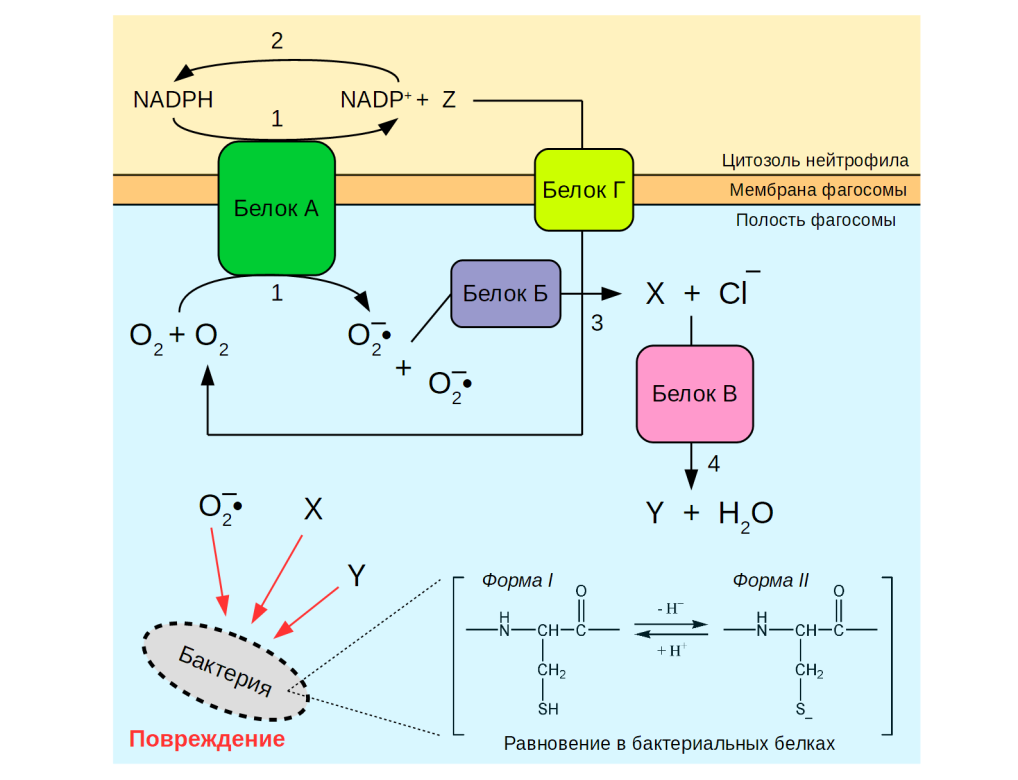 2
NADPH
NADP⁺ + Z
1
Цитозоль нейтрофила
Мембрана фагосомы
Полость фагосомы
Белок А
Белок Г
1
Белок Б
3
X + Cl⁻
O₂ + O₂
O₂⁻•
+
O₂⁻•
Белок В
4
O₂⁻•
X
Y + H₂O
Y
Бактерия
Повреждение
Форма I
Форма II
H
N
CH
C
O
CH₂
SH
- H⁻
+ H⁺
H
N
CH
C
O
CH₂
S⁻
Равновение в бактериальных белках